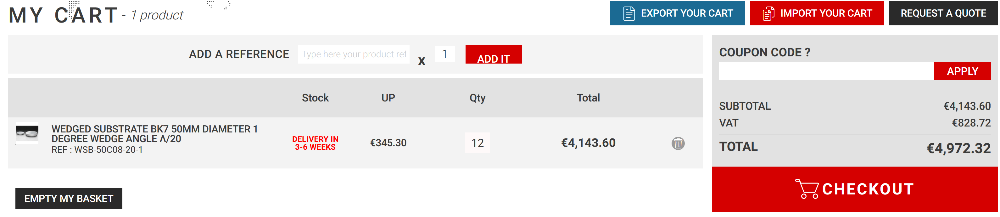 MY CART - 1 product
EXPORT YOUR CART
IMPORT YOUR CART
REQUEST A QUOTE
ADD A REFERENCE
Type here your product ref
x
1
ADD IT
COUPON CODE ?
APPLY
Stock UP Qty Total
WEDGED SUBSTRATE BK7 50MM DIAMETER 1
DEGREE WEDGE ANGLE Λ/20
REF : WSB-50C08-20-1
DELIVERY IN
3-6 WEEKS
€345.30
12
€4,143.60
SUBTOTAL €4,143.60
VAT €828.72
TOTAL €4,972.32
CHECKOUT
EMPTY MY BASKET